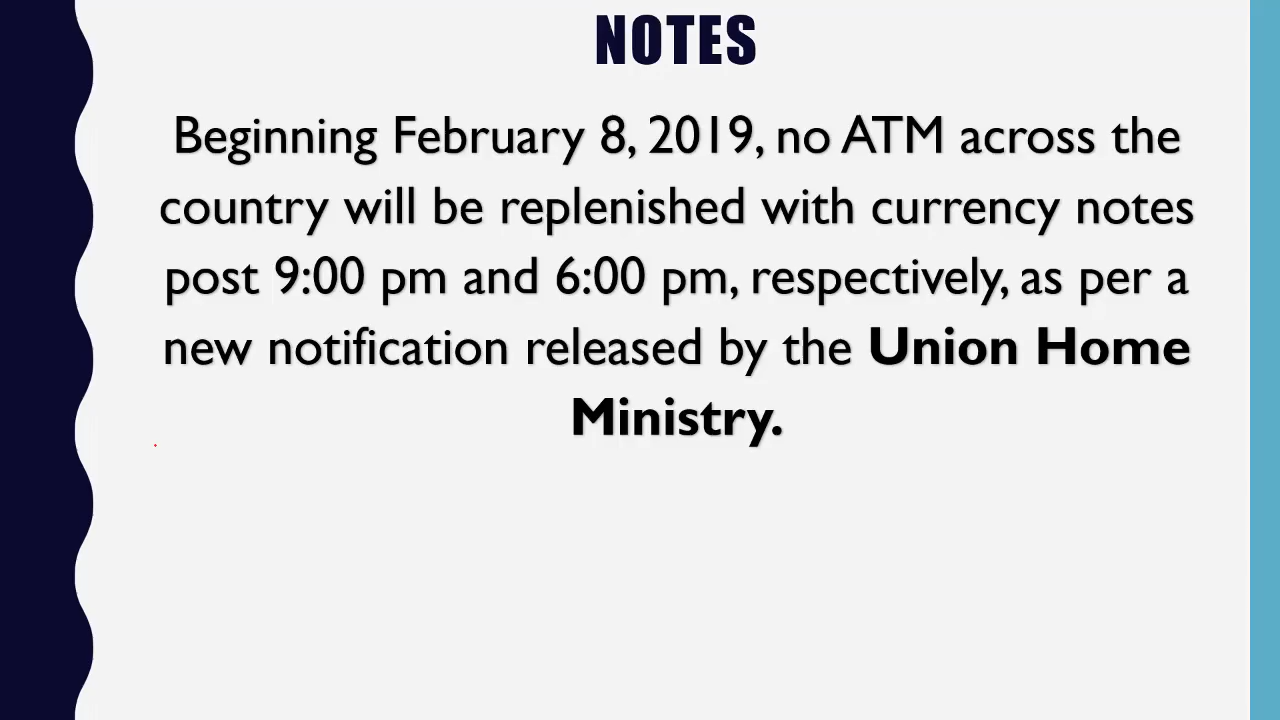 NOTES
Beginning February 8, 2019, no ATM across the
country will be replenished with currency notes
post 9:00 pm and 6:00 pm, respectively, as per a
new notification released by the Union Home
Ministry.